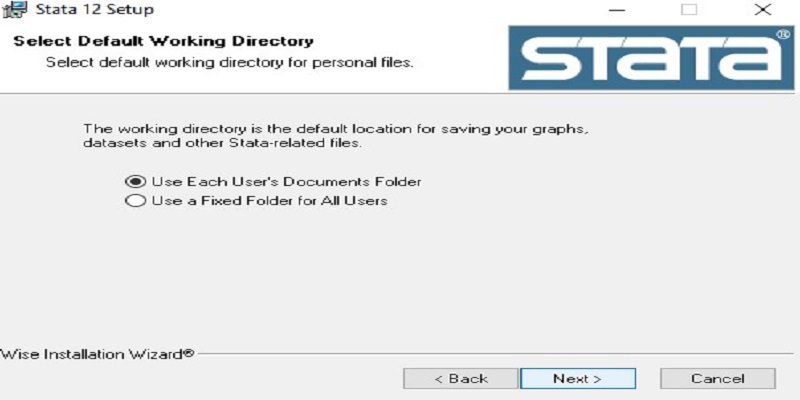 Stata 12 Setup
Select Default Working Directory
Select default working directory for personal files.
STATA®
The working directory is the default location for saving your graphs,
datasets and other Stata-related files.
Use Each User's Documents Folder
Use a Fixed Folder for All Users
Wise Installation Wizard®
< Back
Next >
Cancel